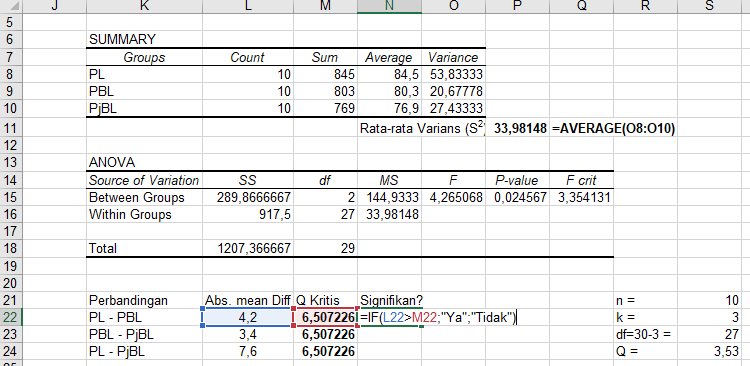 J K L M N O P Q R S
5
6 SUMMARY
7 Groups Count Sum Average Variance
8 PL 10 845 84,5 53,83333
9 PBL 10 803 80,3 20,67778
10 PjBL 10 769 76,9 27,43333
11 Rata-rata Varians (S2) 33,98148 =AVERAGE(O8:O10)
12
13 ANOVA
14 Source of Variation SS df MS F P-value F crit
15 Between Groups 289,8666667 2 144,9333 4,265068 0,024567 3,354131
16 Within Groups 917,5 27 33,98148
17
18 Total 1207,366667 29
19
20
21 Perbandingan Abs. mean Diff Q Kritis Signifikan? n = 10
22 PL - PBL 4,2 6,507226 =IF(L22>M22;"Ya";"Tidak") k = 3
23 PBL - PjBL 3,4 6,507226 df=30-3 = 27
24 PL - PjBL 7,6 6,507226 Q = 3,53